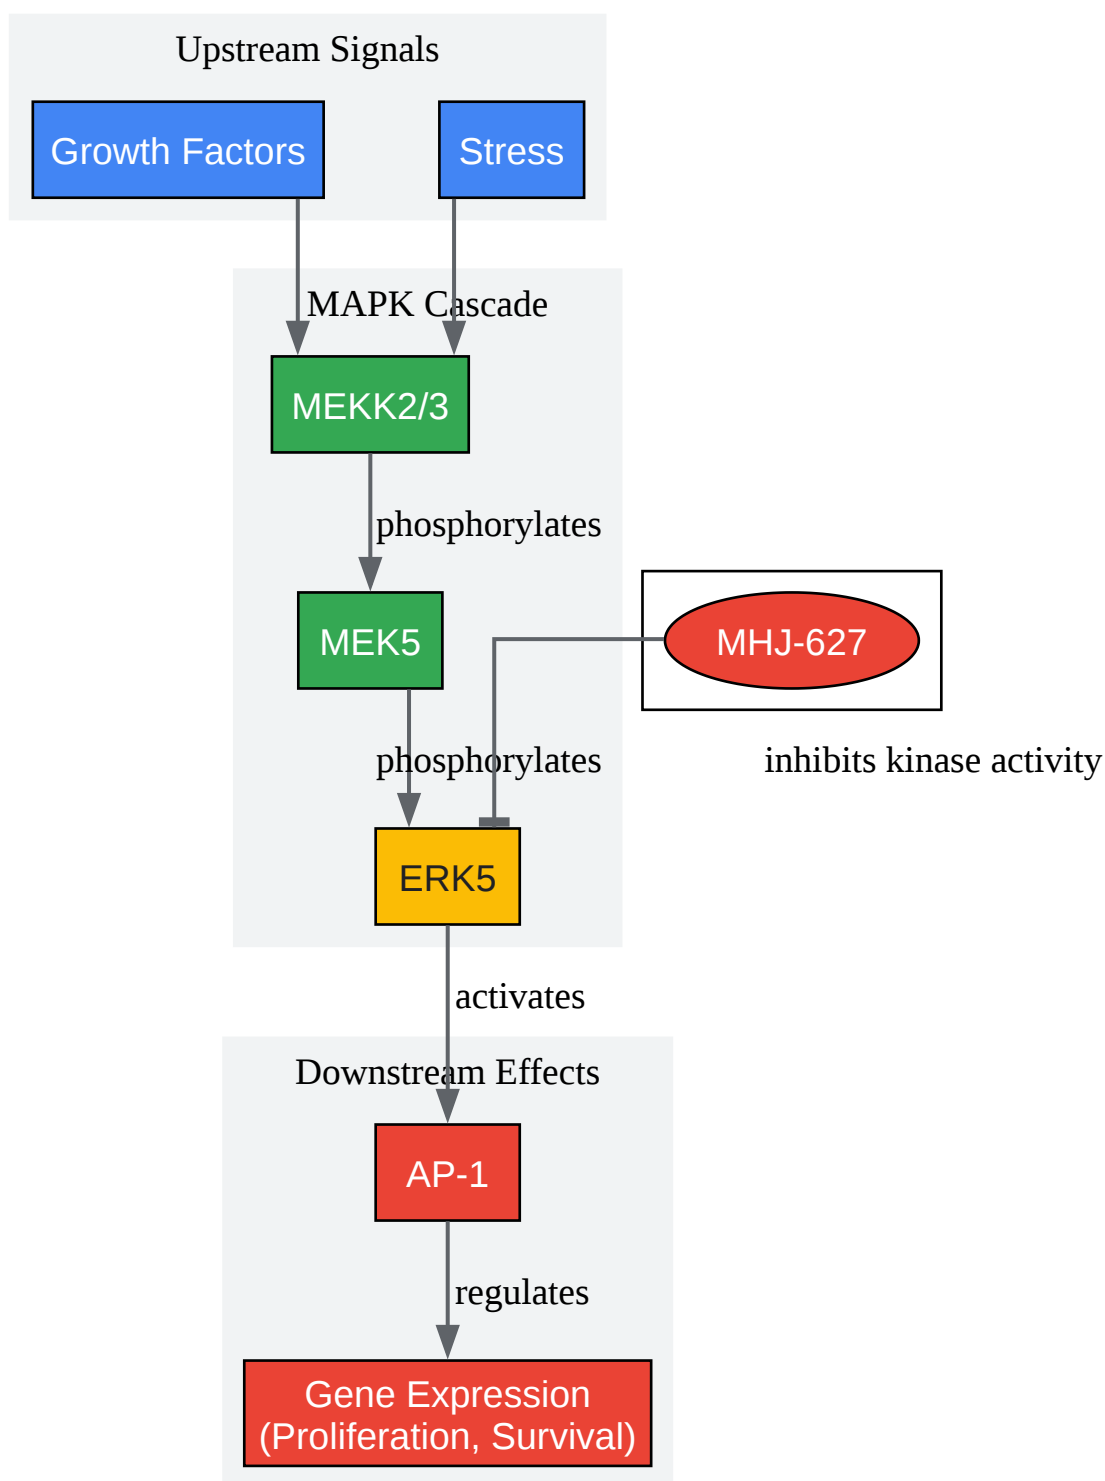 Upstream Signals
Growth Factors
Stress
MAPK Cascade
MEKK2/3
phosphorylates
MEK5
MHJ-627
phosphorylates
inhibits kinase activity
ERK5
activates
Downstream Effects
AP-1
regulates
Gene Expression
(Proliferation, Survival)